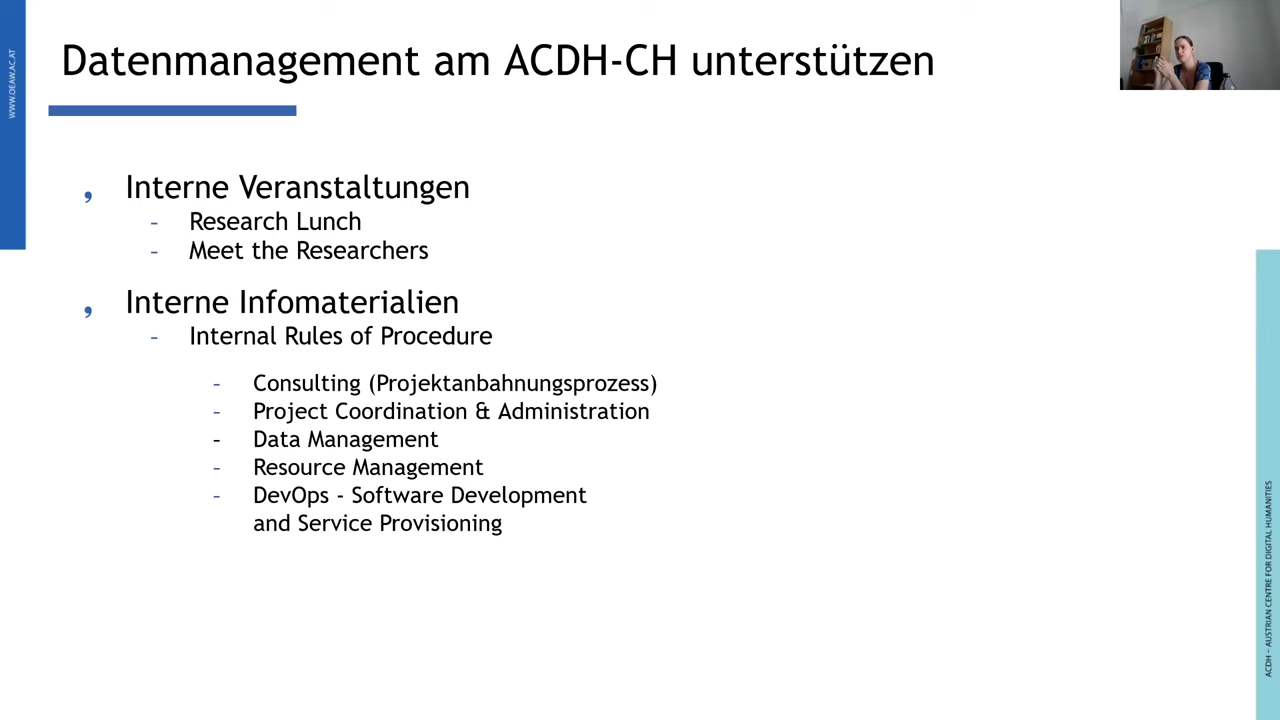 WWW.OEAW.AC.AT
Datenmanagement am ACDH-CH unterstützen
, Interne Veranstaltungen
- Research Lunch
- Meet the Researchers
, Interne Infomaterialien
- Internal Rules of Procedure
- Consulting (Projektanbahnungsprozess)
- Project Coordination & Administration
- Data Management
- Resource Management
- DevOps - Software Development
and Service Provisioning
ACDH – AUSTRIAN CENTRE FOR DIGITAL HUMANITIES